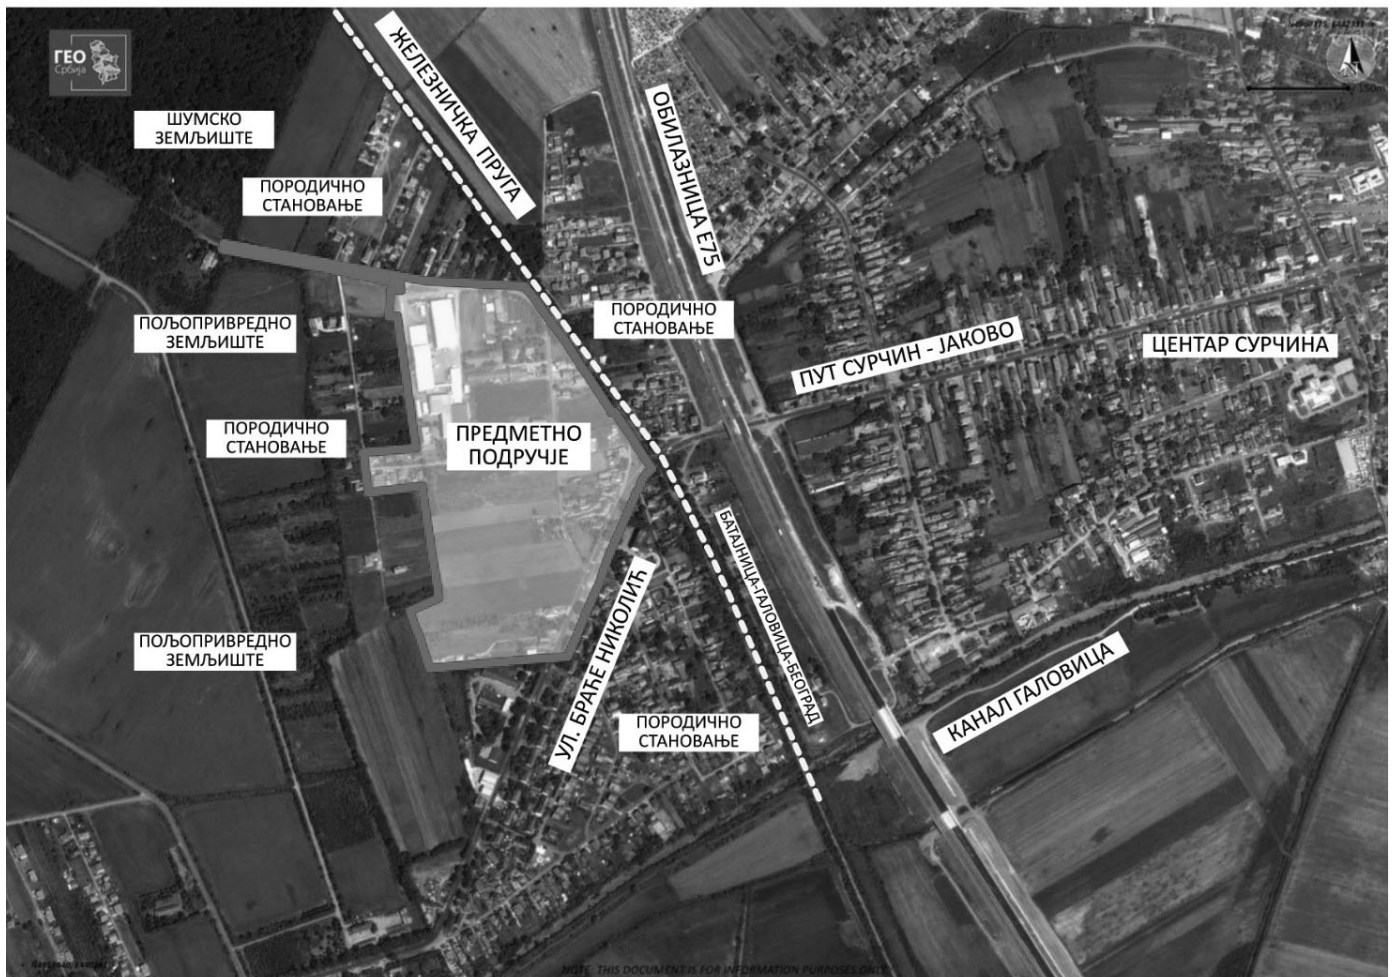 ГЕО
Србија
ЖЕЛЕЗНИЧКА ПРУГА
ОБИЛАЗНИЦА Е75
150m
ШУМСКО
ЗЕМЉИШТЕ
ПОРОДИЧНО
СТАНОВАЊЕ
ПОЉОПРИВРЕДНО
ЗЕМЉИШТЕ
ПОРОДИЧНО
СТАНОВАЊЕ
ПУТ СУРЧИН - ЈАКОВО
ЦЕНТАР СУРЧИНА
ПОРОДИЧНО
СТАНОВАЊЕ
ПРЕДМЕТНО
ПОДРУЧЈЕ
БАТАЈНИЦА-ГАЛОВИЦА-БЕОГРАД
УЛ. БРАЋЕ НИКОЛИЋ
ПОЉОПРИВРЕДНО
ЗЕМЉИШТЕ
КАНАЛ ГАЛОВИЦА
ПОРОДИЧНО
СТАНОВАЊЕ
NOTE: THIS DOCUMENT IS FOR INFORMATION PURPOSES ONLY